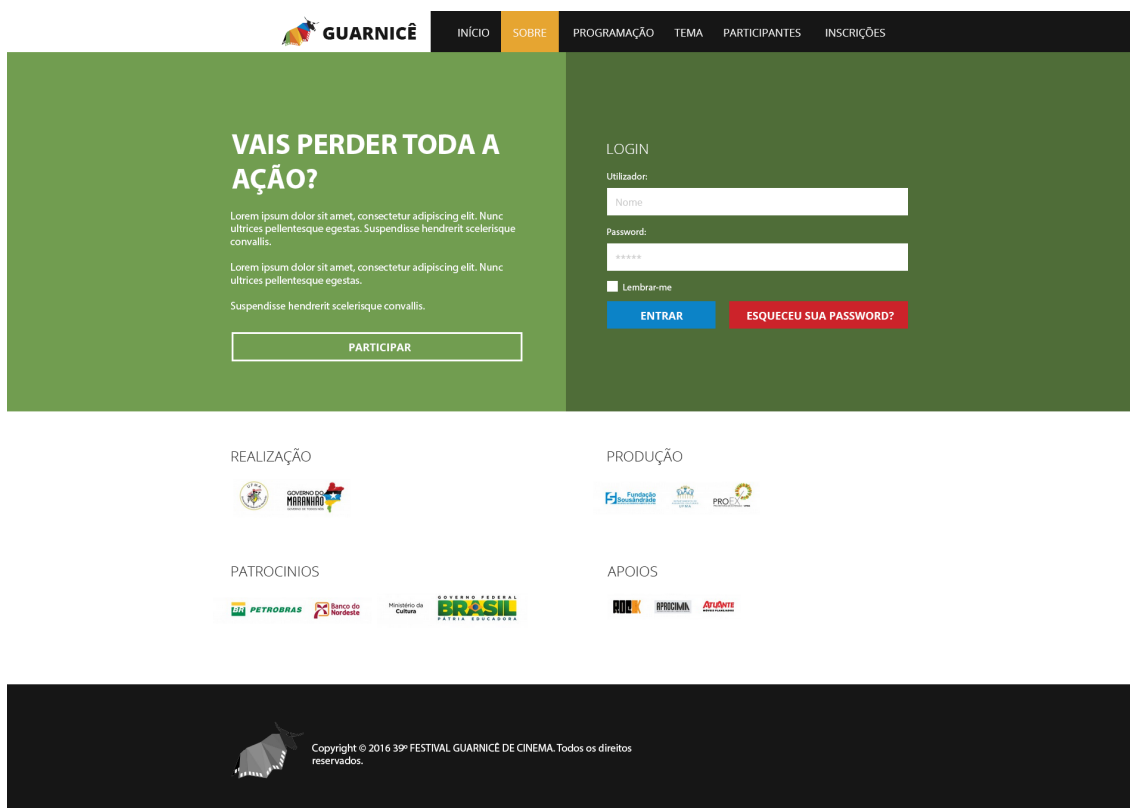 GUARNICÊ
INÍCIO SOBRE PROGRAMAÇÃO TEMA PARTICIPANTES INSCRIÇÕES
VAIS PERDER TODA A
AÇÃO?
Lorem ipsum dolor sit amet, consectetur adipiscing elit. Nunc
ultrices pellentesque egestas. Suspendisse hendrerit scelerisque
convallis.
Lorem ipsum dolor sit amet, consectetur adipiscing elit. Nunc
ultrices pellentesque egestas.
Suspendisse hendrerit scelerisque convallis.
PARTICIPAR
LOGIN
Utilizador:
Nome
Password:
*****
Lembrar-me
ENTRAR ESQUECEU SUA PASSWORD?
REALIZAÇÃO
UFMA
GOVERNO DO
MARANHÃO
PRODUÇÃO
Fundação
Sousândrade
PROEX
PATROCINIOS
BR PETROBRAS
Banco do
Nordeste
Ministério da
Cultura
GOVERNO FEDERAL
BRASIL
PÁTRIA EDUCADORA
APOIOS
APROCIMA
ATLANTE
Copyright © 2016 39º FESTIVAL GUARNICÊ DE CINEMA. Todos os direitos
reservados.